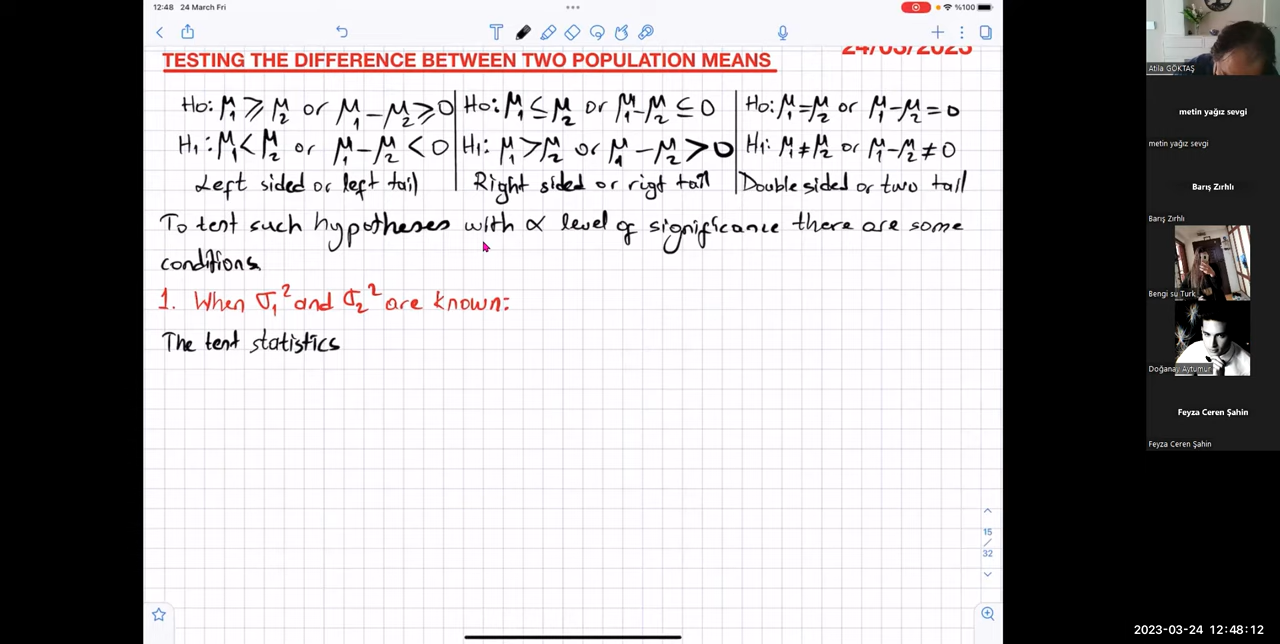 12:48 24 March Fri
%100
TESTING THE DIFFERENCE BETWEEN TWO POPULATION MEANS
24/03/2023
Ho: μ₁ ≥ μ₂ or μ₁ - μ₂ ≥ 0
H₁: μ₁ < μ₂ or μ₁ - μ₂ < 0
Left sided or left tail
Ho: μ₁ ≤ μ₂ or μ₁ - μ₂ ≤ 0
H₁: μ₁ > μ₂ or μ₁ - μ₂ > 0
Right sided or rigt tail
Ho: μ₁ = μ₂ or μ₁ - μ₂ = 0
H₁: μ₁ ≠ μ₂ or μ₁ - μ₂ ≠ 0
Double sided or two tail
To test such hypotheses with α level of significance there are some
conditions.
1. When σ₁² and σ₂² are known:
The test statistics
15
/
32
Atila GÖKTAŞ
metin yağız sevgi
metin yağız sevgi
Barış Zırhlı
Barış Zırhlı
Bengi su Turk
Doğanay Aytumur
Feyza Ceren Şahin
Feyza Ceren Şahin
2023-03-24 12:48:12